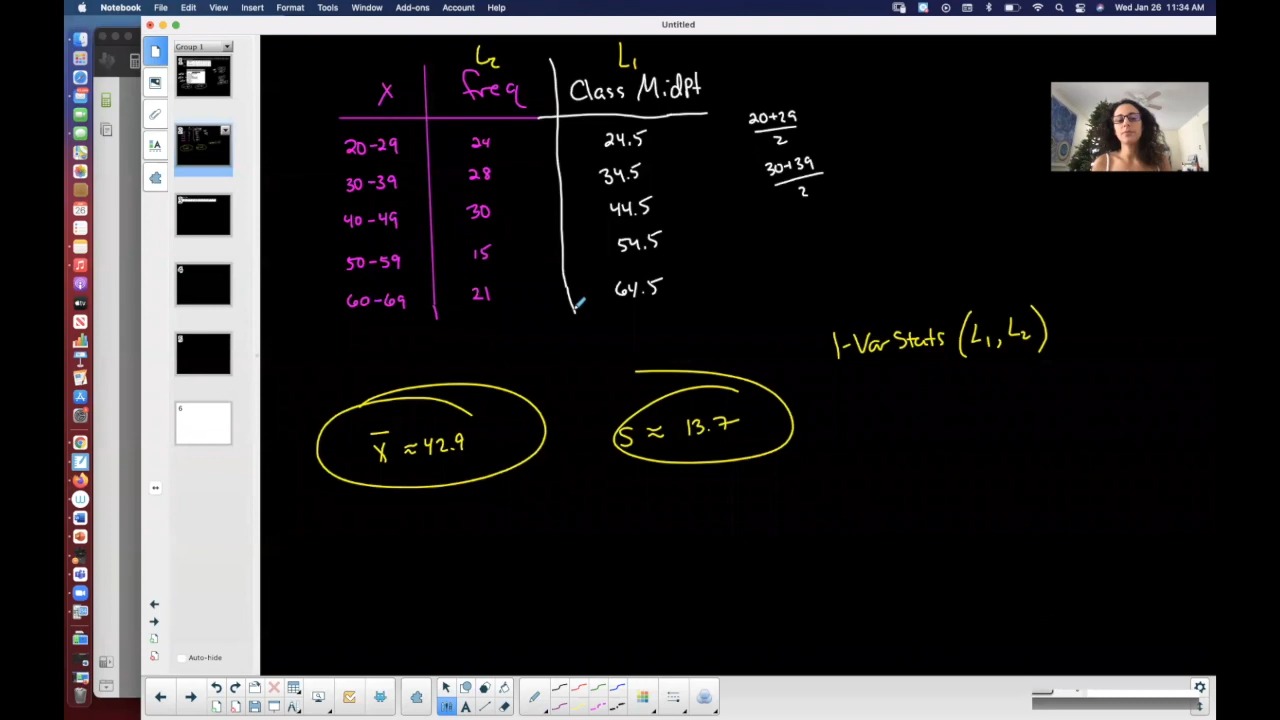 Notebook File Edit View Insert Format Tools Window Add-ons Account Help Wed Jan 26 11:34 AM
Untitled
Group 1
L2 L1
X freq Class Midpt
20-29 24 24.5 20+29
2
30-39 28 34.5 30+39
2
40-49 30 44.5
50-59 15 54.5
60-69 21 64.5
1-Var Stats (L1, L2)
x̄ ≈ 42.9 S ≈ 13.7
6
Auto-hide